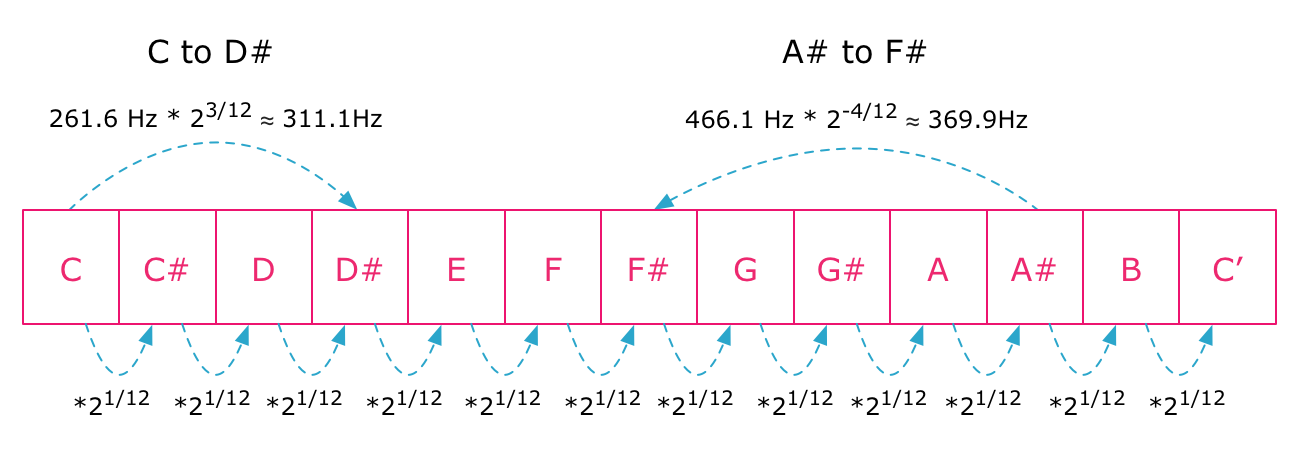 C to D# A# to F#
261.6 Hz * 2^3/12 ≈ 311.1Hz 466.1 Hz * 2^-4/12 ≈ 369.9Hz
C C# D D# E F F# G G# A A# B C′
*2^1/12 *2^1/12 *2^1/12 *2^1/12 *2^1/12 *2^1/12 *2^1/12 *2^1/12 *2^1/12 *2^1/12 *2^1/12 *2^1/12